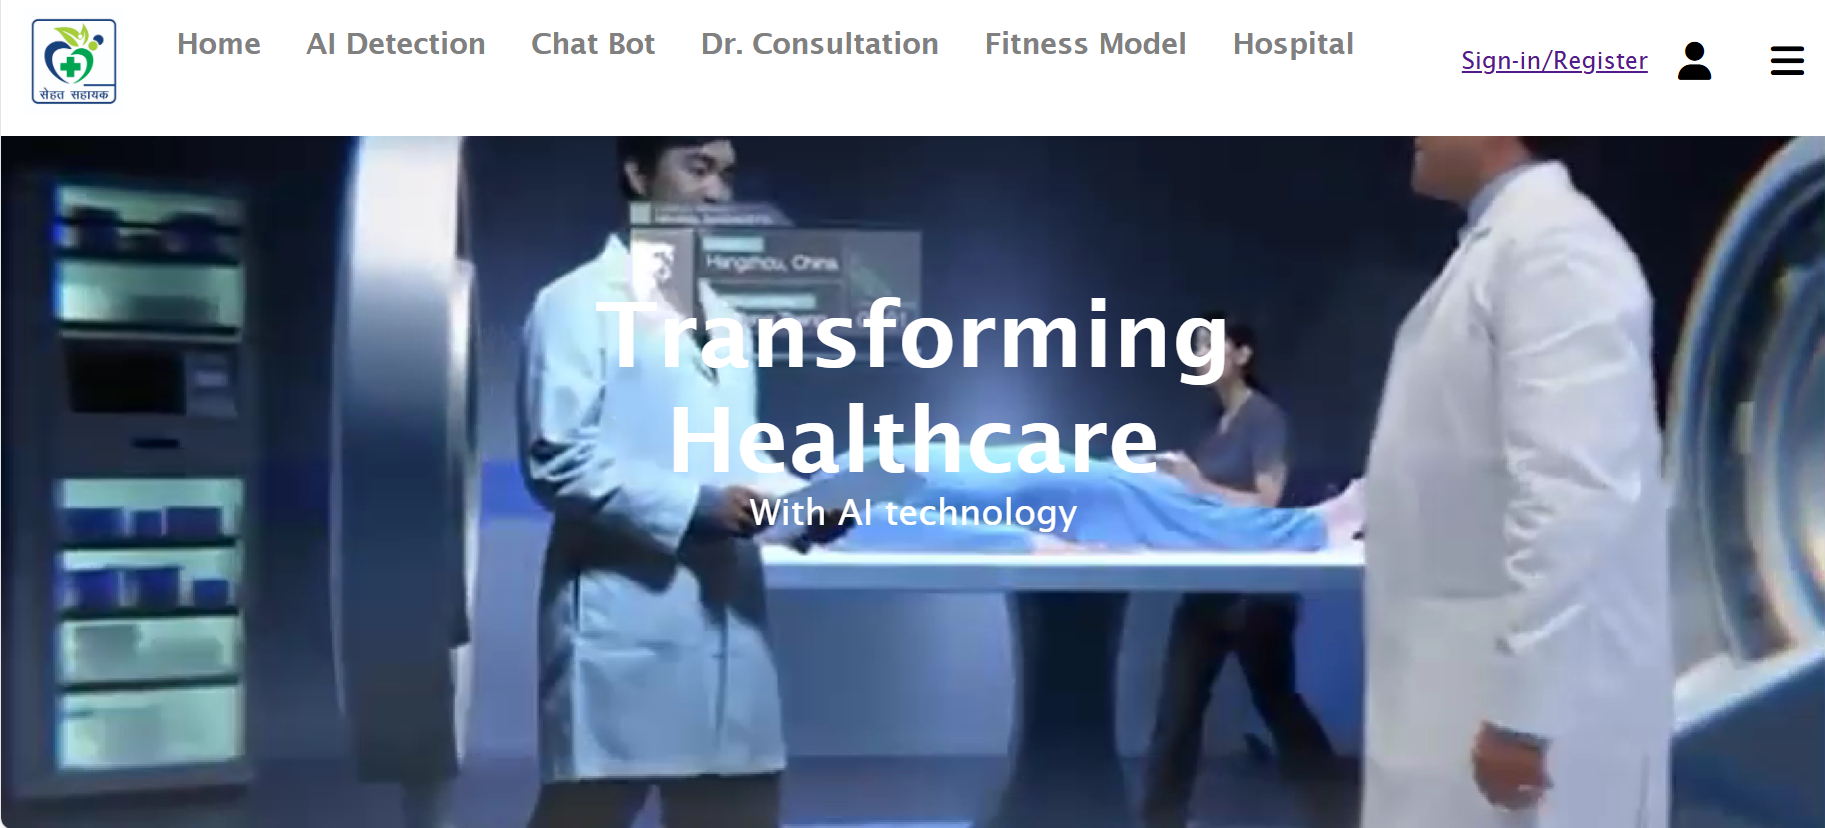 सेहत सहायक
Home AI Detection Chat Bot Dr. Consultation Fitness Model Hospital
Sign-in/Register
Hangzhou, China
Transforming
Healthcare
With AI technology